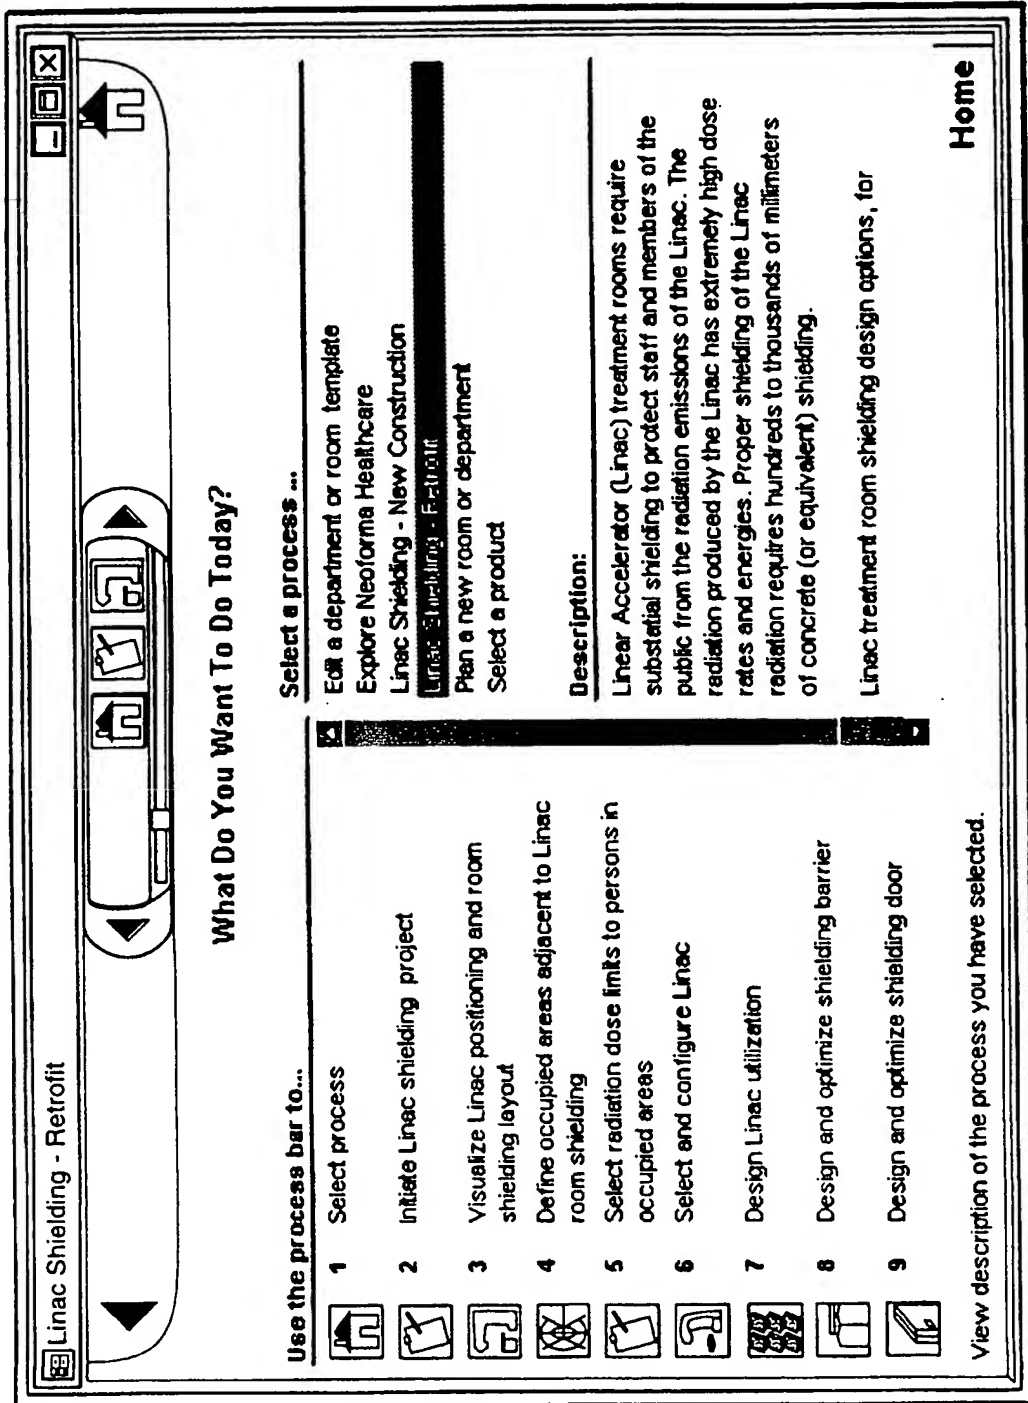 Linac Shielding - Retrofit
What Do You Want To Do Today?
Use the process bar to...
1 Select process
2 Initiate Linac shielding project
3 Visualize Linac positioning and room
shielding layout
4 Define occupied areas adjacent to Linac
room shielding
5 Select radiation dose limits to persons in
occupied areas
6 Select and configure Linac
7 Design Linac utilization
8 Design and optimize shielding barrier
9 Design and optimize shielding door
Select a process ...
Edit a department or room template
Explore Neoforma Healthcare
Linac Shielding - New Construction
Linac Shielding - Retrofit
Plan a new room or department
Select a product
Description:
Linear Accelerator (Linac) treatment rooms require
substatial shielding to protect staff and members of the
public from the radiation emissions of the Linac. The
radiation produced by the Linac has extremely high dose
rates and energies. Proper shielding of the Linac
radiation requires hundreds to thousands of millimeters
of concrete (or equivalent) shielding.
Linac treatment room shielding design options, for
View description of the process you have selected.
Home